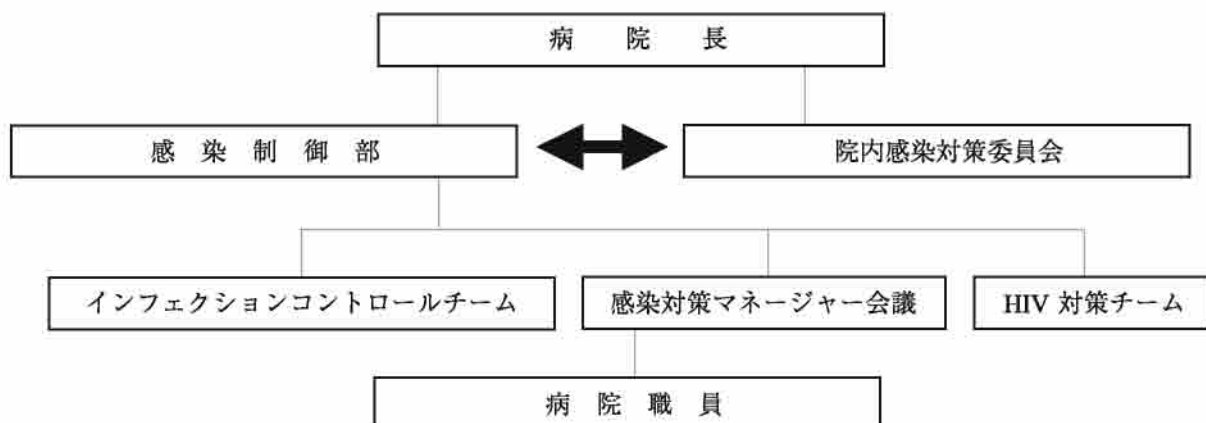 病院長
感染制御部
院内感染対策委員会
インフェクションコントロールチーム
感染対策マネージャー会議
HIV 対策チーム
病院職員